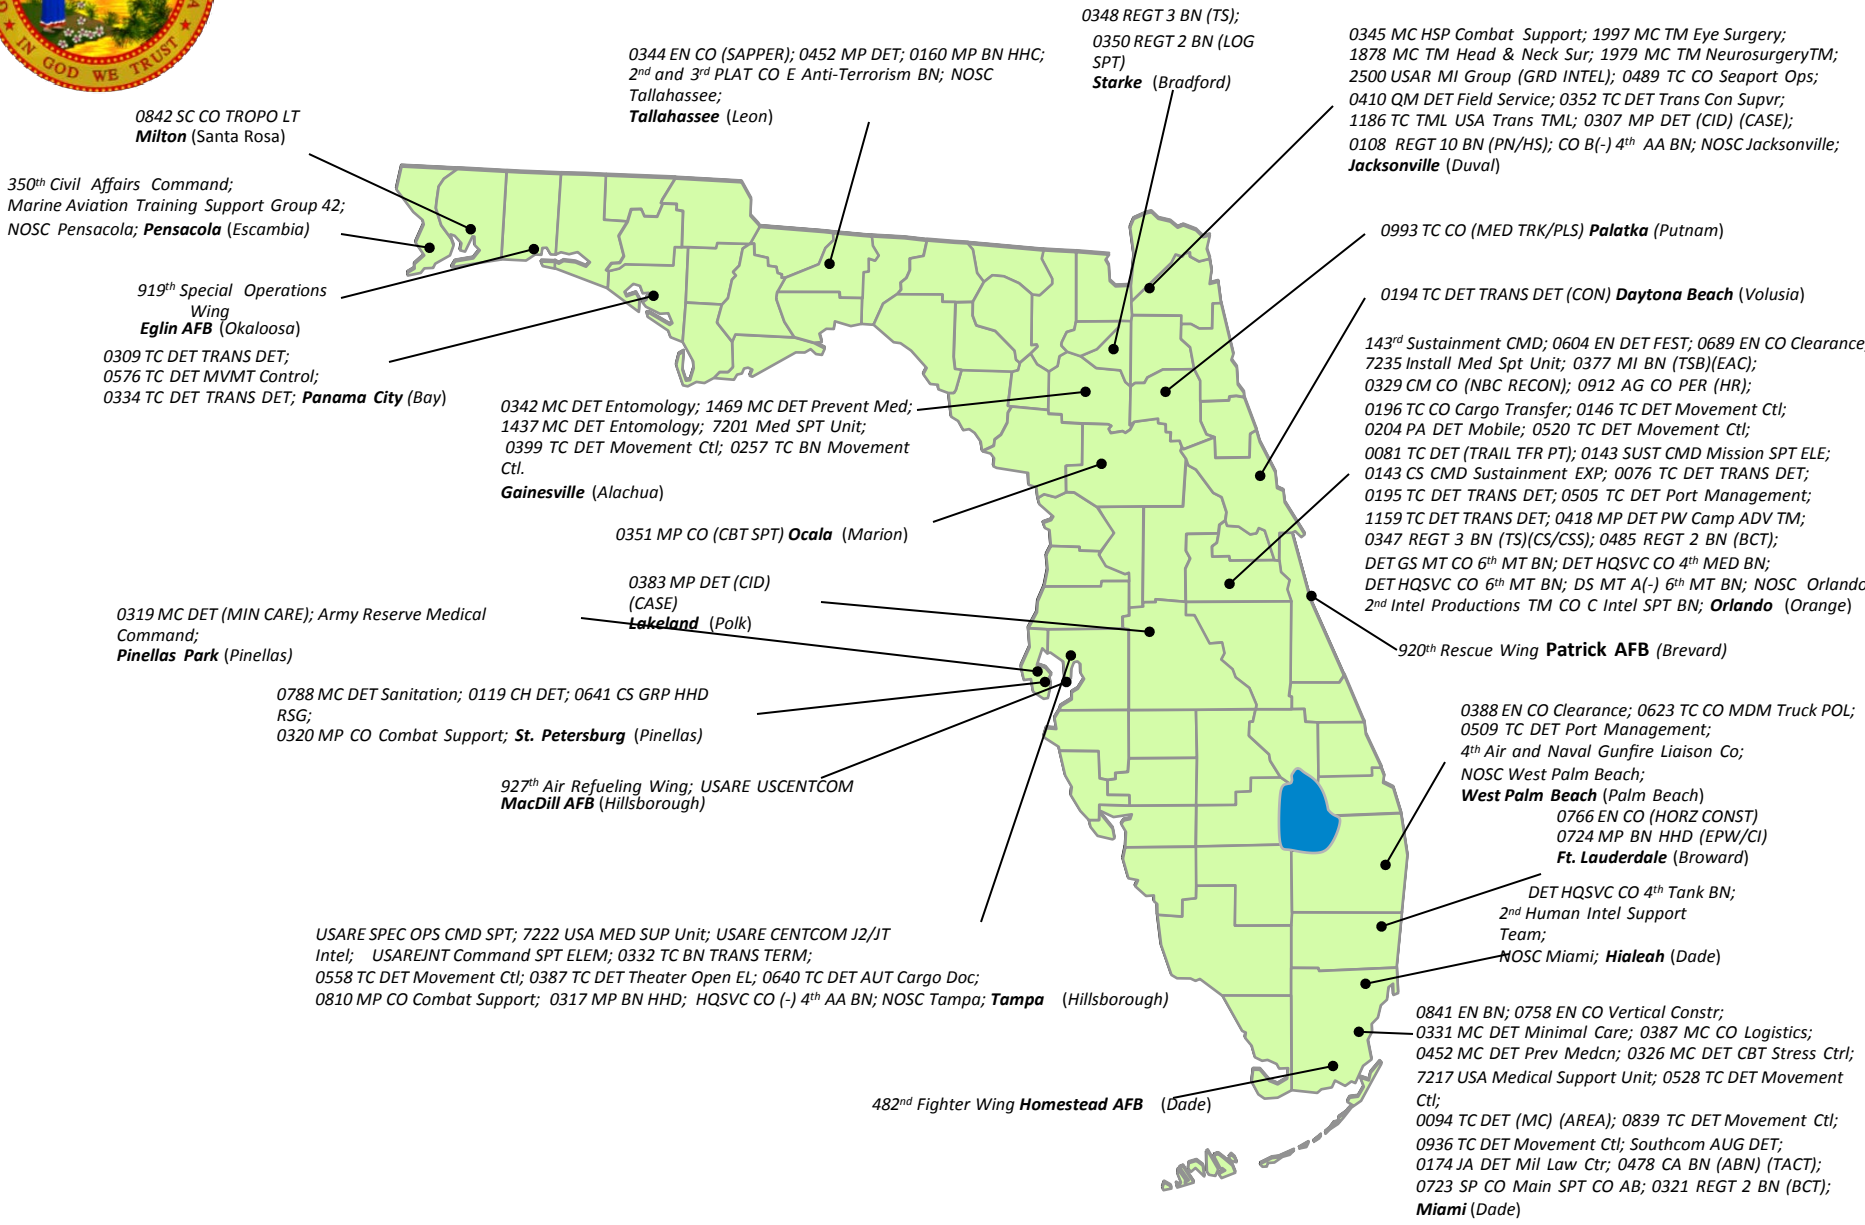 IN GOD WE TRUST
0842 SC CO TROPO LT
Milton (Santa Rosa)
350th Civil Affairs Command;
Marine Aviation Training Support Group 42;
NOSC Pensacola; Pensacola (Escambia)
919th Special Operations
Wing
Eglin AFB (Okaloosa)
0309 TC DET TRANS DET;
0576 TC DET MVMT Control;
0334 TC DET TRANS DET; Panama City (Bay)
0344 EN CO (SAPPER); 0452 MP DET; 0160 MP BN HHC;
2nd and 3rd PLAT CO E Anti-Terrorism BN; NOSC
Tallahassee;
Tallahassee (Leon)
0348 REGT 3 BN (TS);
0350 REGT 2 BN (LOG
SPT)
Starke (Bradford)
0345 MC HSP Combat Support; 1997 MC TM Eye Surgery;
1878 MC TM Head & Neck Sur; 1979 MC TM NeurosurgeryTM;
2500 USAR MI Group (GRD INTEL); 0489 TC CO Seaport Ops;
0410 QM DET Field Service; 0352 TC DET Trans Con Supvr;
1186 TC TML USA Trans TML; 0307 MP DET (CID) (CASE);
0108 REGT 10 BN (PN/HS); CO B(-) 4th AA BN; NOSC Jacksonville;
Jacksonville (Duval)
0993 TC CO (MED TRK/PLS) Palatka (Putnam)
0194 TC DET TRANS DET (CON) Daytona Beach (Volusia)
143rd Sustainment CMD; 0604 EN DET FEST; 0689 EN CO Clearance;
7235 Install Med Spt Unit; 0377 MI BN (TSB)(EAC);
0329 CM CO (NBC RECON); 0912 AG CO PER (HR);
0196 TC CO Cargo Transfer; 0146 TC DET Movement Ctl;
0204 PA DET Mobile; 0520 TC DET Movement Ctl;
0081 TC DET (TRAIL TFR PT); 0143 SUST CMD Mission SPT ELE;
0143 CS CMD Sustainment EXP; 0076 TC DET TRANS DET;
0195 TC DET TRANS DET; 0505 TC DET Port Management;
1159 TC DET TRANS DET; 0418 MP DET PW Camp ADV TM;
0347 REGT 3 BN (TS)(CS/CSS); 0485 REGT 2 BN (BCT);
DET GS MT CO 6th MT BN; DET HQSVC CO 4th MED BN;
DET HQSVC CO 6th MT BN; DS MT A(-) 6th MT BN; NOSC Orlando
2nd Intel Productions TM CO C Intel SPT BN; Orlando (Orange)
920th Rescue Wing Patrick AFB (Brevard)
0342 MC DET Entomology; 1469 MC DET Prevent Med;
1437 MC DET Entomology; 7201 Med SPT Unit;
0399 TC DET Movement Ctl; 0257 TC BN Movement
Ctl.
Gainesville (Alachua)
0351 MP CO (CBT SPT) Ocala (Marion)
0383 MP DET (CID)
(CASE)
Lakeland (Polk)
0319 MC DET (MIN CARE); Army Reserve Medical
Command;
Pinellas Park (Pinellas)
0788 MC DET Sanitation; 0119 CH DET; 0641 CS GRP HHD
RSG;
0320 MP CO Combat Support; St. Petersburg (Pinellas)
927th Air Refueling Wing; USARE USCENTCOM
MacDill AFB (Hillsborough)
USARE SPEC OPS CMD SPT; 7222 USA MED SUP Unit; USARE CENTCOM J2/JT
Intel; USAREJNT Command SPT ELEM; 0332 TC BN TRANS TERM;
0558 TC DET Movement Ctl; 0387 TC DET Theater Open EL; 0640 TC DET AUT Cargo Doc;
0810 MP CO Combat Support; 0317 MP BN HHD; HQSVC CO (-) 4th AA BN; NOSC Tampa; Tampa (Hillsborough)
0388 EN CO Clearance; 0623 TC CO MDM Truck POL;
0509 TC DET Port Management;
4th Air and Naval Gunfire Liaison Co;
NOSC West Palm Beach;
West Palm Beach (Palm Beach)
0766 EN CO (HORZ CONST)
0724 MP BN HHD (EPW/CI)
Ft. Lauderdale (Broward)
DET HQSVC CO 4th Tank BN;
2nd Human Intel Support
Team;
NOSC Miami; Hialeah (Dade)
482nd Fighter Wing Homestead AFB (Dade)
0841 EN BN; 0758 EN CO Vertical Constr;
0331 MC DET Minimal Care; 0387 MC CO Logistics;
0452 MC DET Prev Medcn; 0326 MC DET CBT Stress Ctrl;
7217 USA Medical Support Unit; 0528 TC DET Movement
Ctl;
0094 TC DET (MC) (AREA); 0839 TC DET Movement Ctl;
0936 TC DET Movement Ctl; Southcom AUG DET;
0174 JA DET Mil Law Ctr; 0478 CA BN (ABN) (TACT);
0723 SP CO Main SPT CO AB; 0321 REGT 2 BN (BCT);
Miami (Dade)